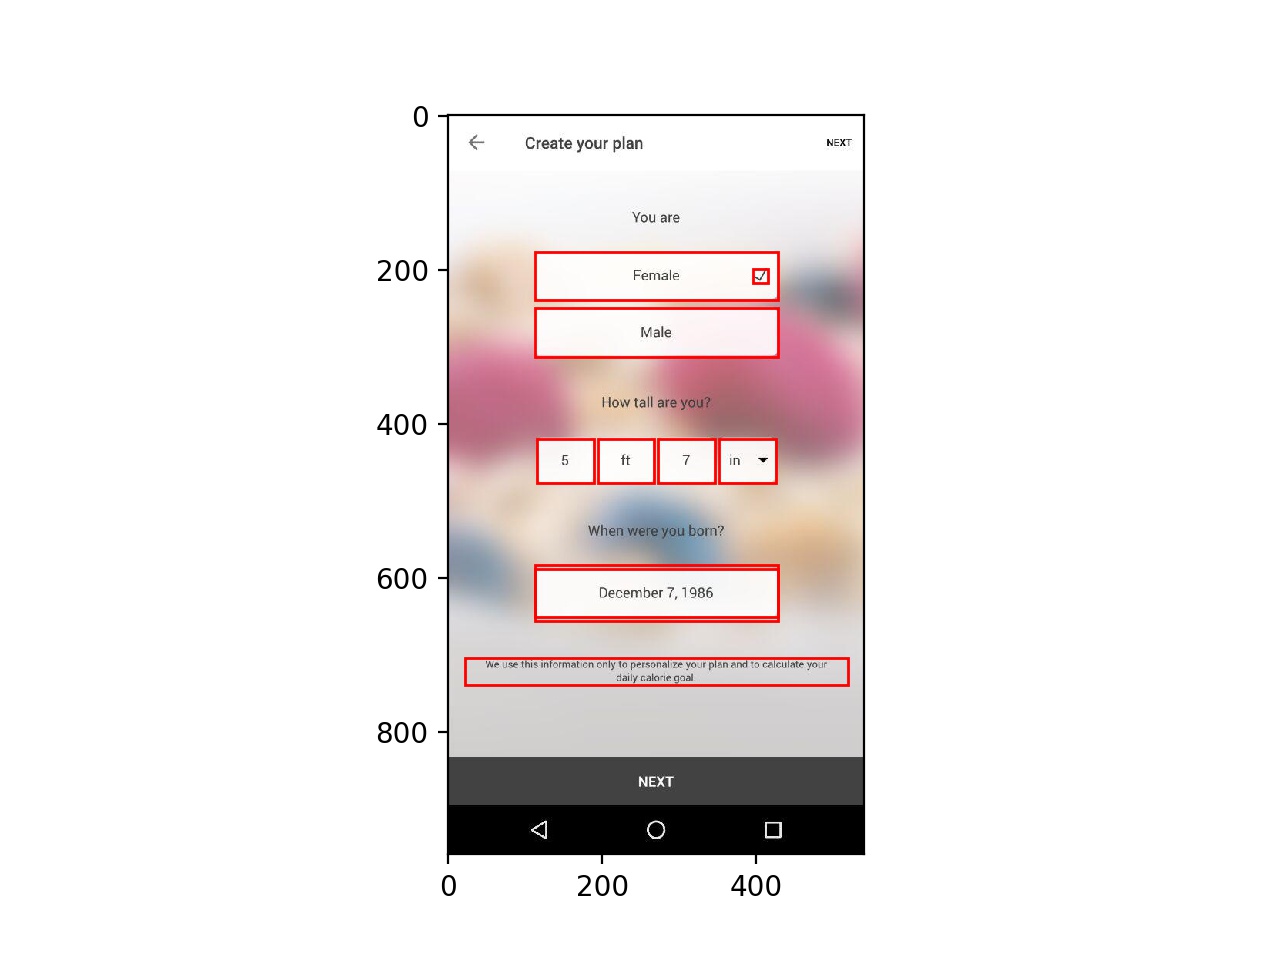 0
200
400
600
800
Create your plan
NEXT
You are
Female
Male
How tall are you?
5 ft 7 in
When were you born?
December 7, 1986
We use this information only to personalize your plan and to calculate your
daily calorie goal.
NEXT
0 200 400